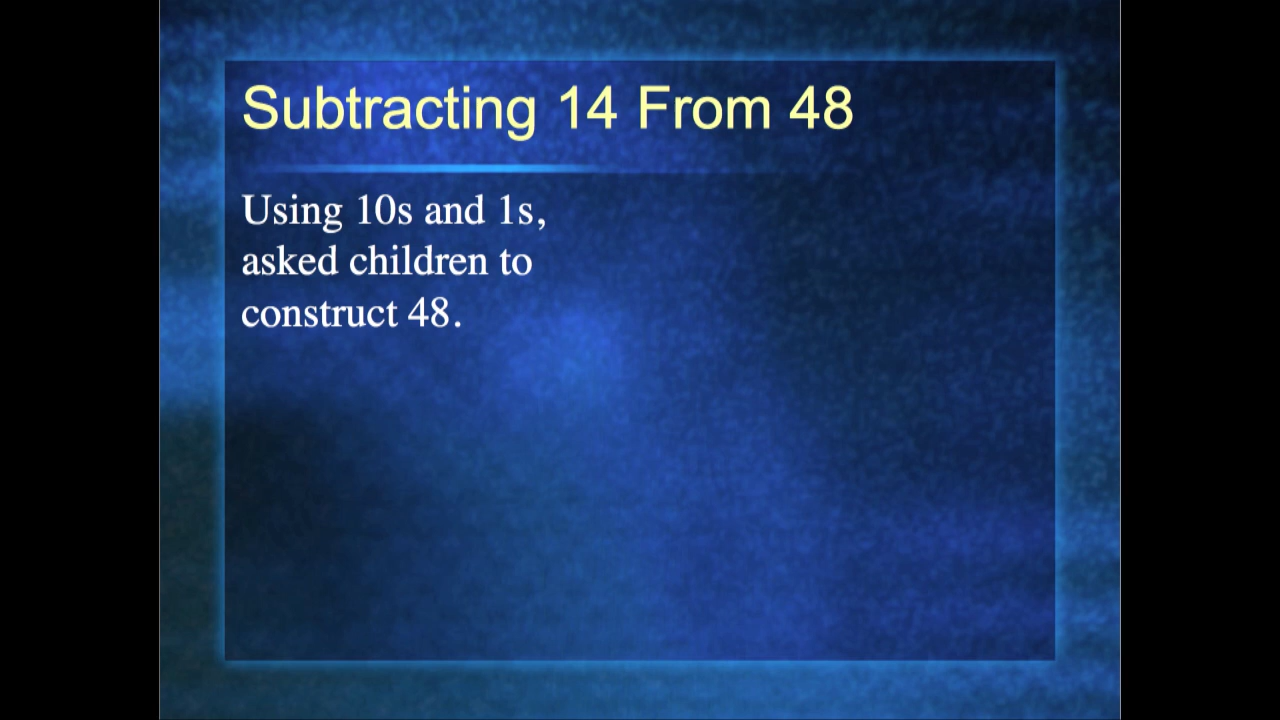 Subtracting 14 From 48
Using 10s and 1s,
asked children to
construct 48.